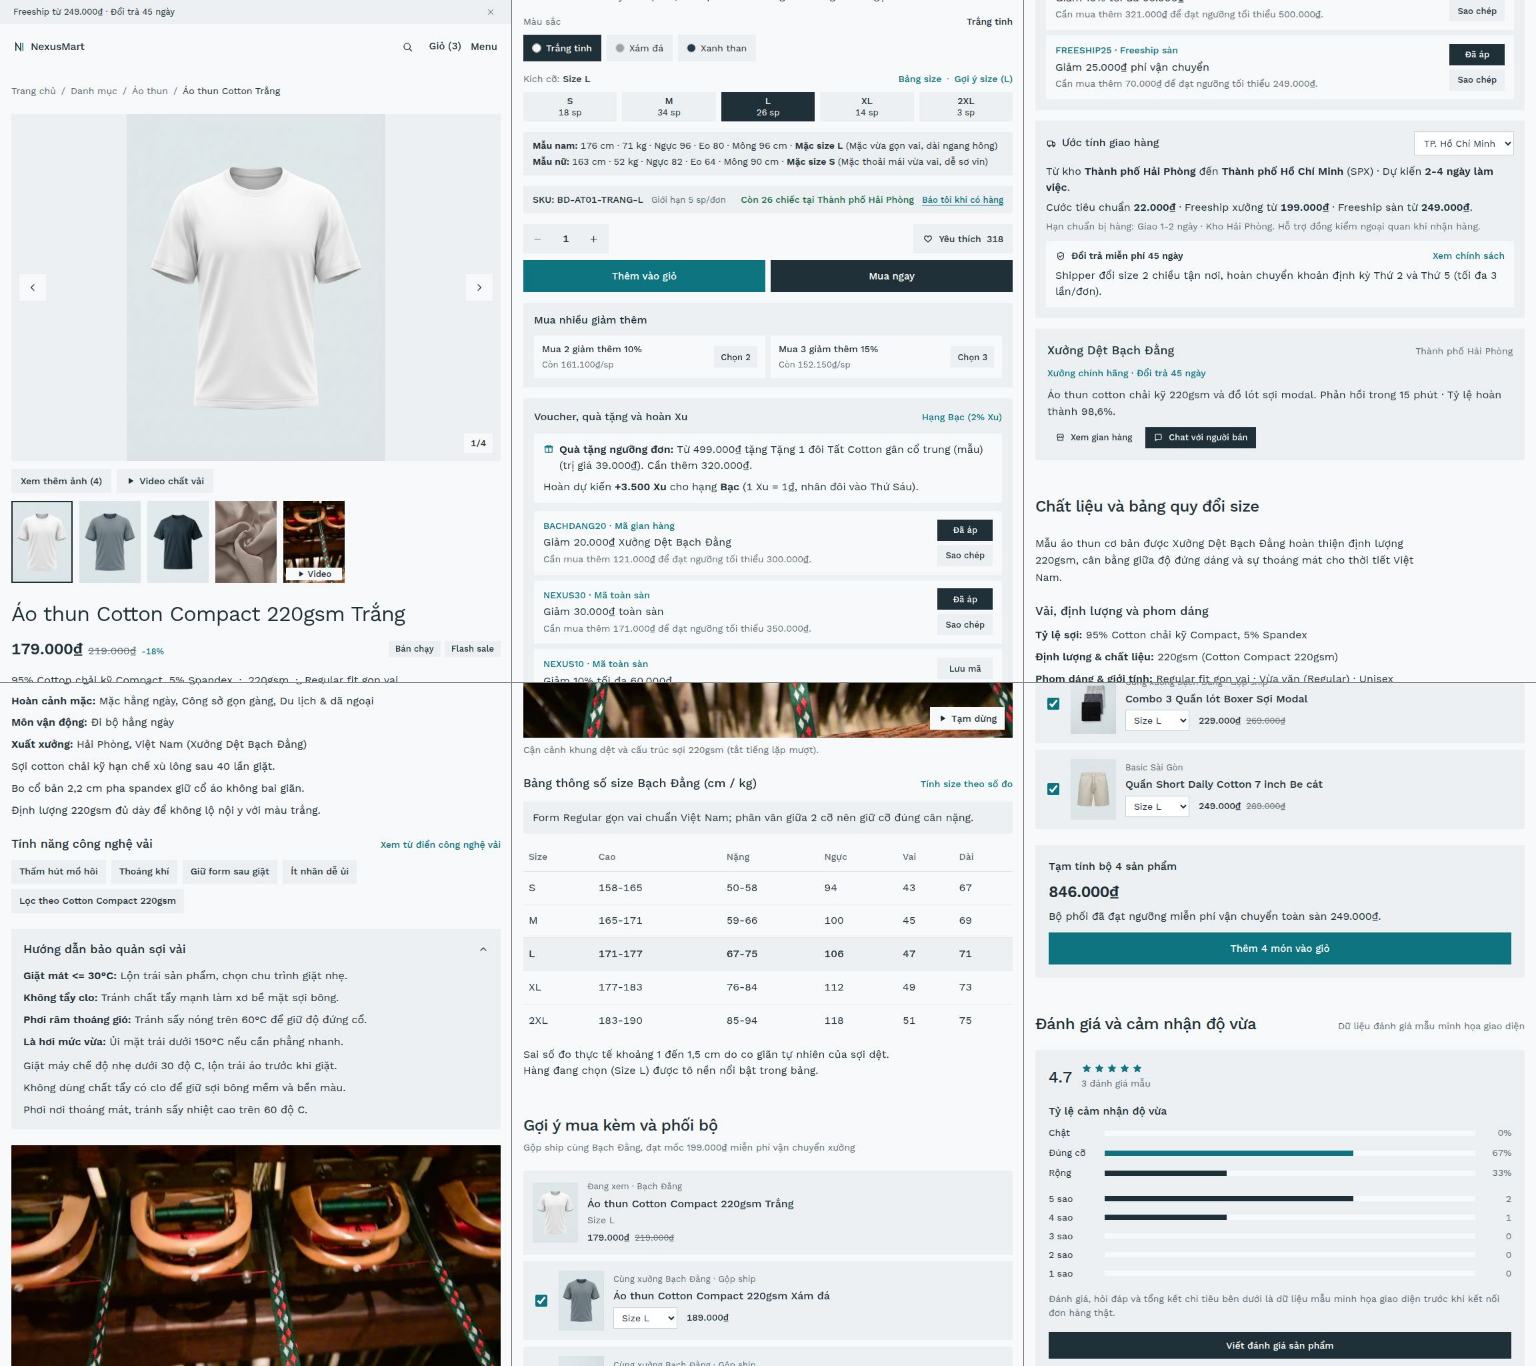 Freeship từ 249.000₫ · Đổi trả 45 ngày
NexusMart
Giỏ (3) Menu
Trang chủ / Danh mục / Áo thun / Áo thun Cotton Trắng
1/4
Xem thêm ảnh (4)
Video chất vải
Video
Áo thun Cotton Compact 220gsm Trắng
179.000₫ 219.000₫ -18%
Bán chạy
Flash sale
95% Cotton chải kỹ Compact, 5% Spandex · 220gsm · Regular fit gọn vai
Màu sắc
Trắng tinh
Trắng tinh
Xám đá
Xanh than
Kích cỡ: Size L
Bảng size · Gợi ý size (L)
S
18 sp
M
34 sp
L
26 sp
XL
14 sp
2XL
3 sp
Mẫu nam: 176 cm · 71 kg · Ngực 96 · Eo 80 · Mông 96 cm · Mặc size L (Mặc vừa gọn vai, dài ngang hông)
Mẫu nữ: 163 cm · 52 kg · Ngực 82 · Eo 64 · Mông 90 cm · Mặc size S (Mặc thoải mái vừa vai, dễ sơ vin)
SKU: BD-AT01-TRANG-L Giới hạn 5 sp/đơn Còn 26 chiếc tại Thành phố Hải Phòng Báo tôi khi có hàng
− 1 +
Yêu thích 318
Thêm vào giỏ
Mua ngay
Mua nhiều giảm thêm
Mua 2 giảm thêm 10%
Còn 161.100₫/sp
Chọn 2
Mua 3 giảm thêm 15%
Còn 152.150₫/sp
Chọn 3
Voucher, quà tặng và hoàn Xu
Hạng Bạc (2% Xu)
Quà tặng ngưỡng đơn: Từ 499.000₫ tặng Tặng 1 đôi Tất Cotton gân cổ trung (mẫu)
(trị giá 39.000₫). Cần thêm 320.000₫.
Hoàn dự kiến +3.500 Xu cho hạng Bạc (1 Xu = 1₫, nhân đôi vào Thứ Sáu).
BACHDANG20 · Mã gian hàng
Giảm 20.000₫ Xưởng Dệt Bạch Đằng
Cần mua thêm 121.000₫ để đạt ngưỡng tối thiểu 300.000₫.
Đã áp
Sao chép
NEXUS30 · Mã toàn sàn
Giảm 30.000₫ toàn sàn
Cần mua thêm 171.000₫ để đạt ngưỡng tối thiểu 350.000₫.
Đã áp
Sao chép
NEXUS10 · Mã toàn sàn
Giảm 10% tối đa 60.000₫
Lưu mã
Cần mua thêm 321.000₫ để đạt ngưỡng tối thiểu 500.000₫.
Sao chép
FREESHIP25 · Freeship sàn
Giảm 25.000₫ phí vận chuyển
Cần mua thêm 70.000₫ để đạt ngưỡng tối thiểu 249.000₫.
Đã áp
Sao chép
Ước tính giao hàng
TP. Hồ Chí Minh
Từ kho Thành phố Hải Phòng đến Thành phố Hồ Chí Minh (SPX) · Dự kiến 2-4 ngày làm
việc.
Cước tiêu chuẩn 22.000₫ · Freeship xưởng từ 199.000₫ · Freeship sàn từ 249.000₫.
Hạn chuẩn bị hàng: Giao 1-2 ngày · Kho Hải Phòng. Hỗ trợ đồng kiểm ngoại quan khi nhận hàng.
Đổi trả miễn phí 45 ngày
Xem chính sách
Shipper đổi size 2 chiều tận nơi, hoàn chuyển khoản định kỳ Thứ 2 và Thứ 5 (tối đa 3
lần/đơn).
Xưởng Dệt Bạch Đằng
Thành phố Hải Phòng
Xưởng chính hãng · Đổi trả 45 ngày
Áo thun cotton chải kỹ 220gsm và đồ lót sợi modal. Phản hồi trong 15 phút · Tỷ lệ hoàn
thành 98,6%.
Xem gian hàng
Chat với người bán
Chất liệu và bảng quy đổi size
Mẫu áo thun cơ bản được Xưởng Dệt Bạch Đằng hoàn thiện định lượng
220gsm, cân bằng giữa độ đứng dáng và sự thoáng mát cho thời tiết Việt
Nam.
Vải, định lượng và phom dáng
Tỷ lệ sợi: 95% Cotton chải kỹ Compact, 5% Spandex
Định lượng & chất liệu: 220gsm (Cotton Compact 220gsm)
Phom dáng & giới tính: Regular fit gọn vai · Vừa vặn (Regular) · Unisex
Hoàn cảnh mặc: Mặc hằng ngày, Công sở gọn gàng, Du lịch & dã ngoại
Môn vận động: Đi bộ hằng ngày
Xuất xưởng: Hải Phòng, Việt Nam (Xưởng Dệt Bạch Đằng)
Sợi cotton chải kỹ hạn chế xù lông sau 40 lần giặt.
Bo cổ bản 2,2 cm pha spandex giữ cổ áo không bai giãn.
Định lượng 220gsm đủ dày để không lộ nội y với màu trắng.
Tính năng công nghệ vải
Xem từ điển công nghệ vải
Thấm hút mồ hôi
Thoáng khí
Giữ form sau giặt
Ít nhăn dễ ủi
Lọc theo Cotton Compact 220gsm
Hướng dẫn bảo quản sợi vải
Giặt mát <= 30°C: Lộn trái sản phẩm, chọn chu trình giặt nhẹ.
Không tẩy clo: Tránh chất tẩy mạnh làm xơ bề mặt sợi bông.
Phơi râm thoáng gió: Tránh sấy nóng trên 60°C để giữ độ đứng cổ.
Là hơi mức vừa: Ủi mặt trái dưới 150°C nếu cần phẳng nhanh.
Giặt máy chế độ nhẹ dưới 30 độ C, lộn trái áo trước khi giặt.
Không dùng chất tẩy có clo để giữ sợi bông mềm và bền màu.
Phơi nơi thoáng mát, tránh sấy nhiệt cao trên 60 độ C.
Tạm dừng
Cận cảnh khung dệt và cấu trúc sợi 220gsm (tắt tiếng lặp mượt).
Bảng thông số size Bạch Đằng (cm / kg)
Tính size theo số đo
Form Regular gọn vai chuẩn Việt Nam; phân vân giữa 2 cỡ nên giữ cỡ đúng cân nặng.
Size Cao Nặng Ngực Vai Dài
S 158-165 50-58 94 43 67
M 165-171 59-66 100 45 69
L 171-177 67-75 106 47 71
XL 177-183 76-84 112 49 73
2XL 183-190 85-94 118 51 75
Sai số đo thực tế khoảng 1 đến 1,5 cm do co giãn tự nhiên của sợi dệt.
Hàng đang chọn (Size L) được tô nền nổi bật trong bảng.
Gợi ý mua kèm và phối bộ
Gộp ship cùng Bạch Đằng, đạt mốc 199.000₫ miễn phí vận chuyển xưởng
Đang xem · Bạch Đằng
Áo thun Cotton Compact 220gsm Trắng
Size L
179.000₫ 219.000₫
Cùng xưởng Bạch Đằng · Gộp ship
Áo thun Cotton Compact 220gsm Xám đá
Size L 189.000₫
Cùng xưởng Bạch Đằng · Gộp ship
Cùng xưởng Bạch Đằng · Gộp ship
Combo 3 Quần lót Boxer Sợi Modal
Size L 229.000₫ 269.000₫
Basic Sài Gòn
Quần Short Daily Cotton 7 inch Be cát
Size L 249.000₫ 289.000₫
Tạm tính bộ 4 sản phẩm
846.000₫
Bộ phối đã đạt ngưỡng miễn phí vận chuyển toàn sàn 249.000₫.
Thêm 4 món vào giỏ
Đánh giá và cảm nhận độ vừa
Dữ liệu đánh giá mẫu minh họa giao diện
4.7
3 đánh giá mẫu
Tỷ lệ cảm nhận độ vừa
Chật 0%
Đúng cỡ 67%
Rộng 33%
5 sao 2
4 sao 1
3 sao 0
2 sao 0
1 sao 0
Đánh giá, hỏi đáp và tổng kết chi tiêu bên dưới là dữ liệu mẫu minh họa giao diện trước khi kết nối
đơn hàng thật.
Viết đánh giá sản phẩm